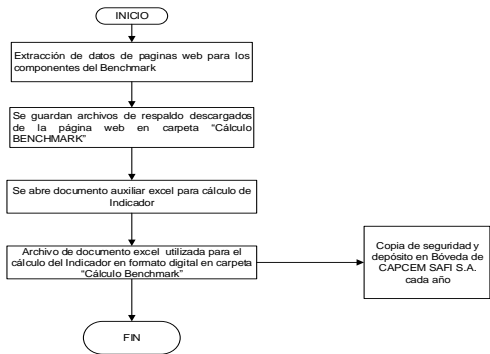 INICIO
Extracción de datos de paginas web para los
componentes del Benchmark
Se guardan archivos de respaldo descargados
de la página web en carpeta “Cálculo
BENCHMARK”
Se abre documento auxiliar excel para cálculo de
Indicador
Archivo de documento excel utilizada para el
cálculo del Indicador en formato digital en carpeta
“Cálculo Benchmark”
Copia de seguridad y
depósito en Bóveda de
CAPCEM SAFI S.A.
cada año
FIN